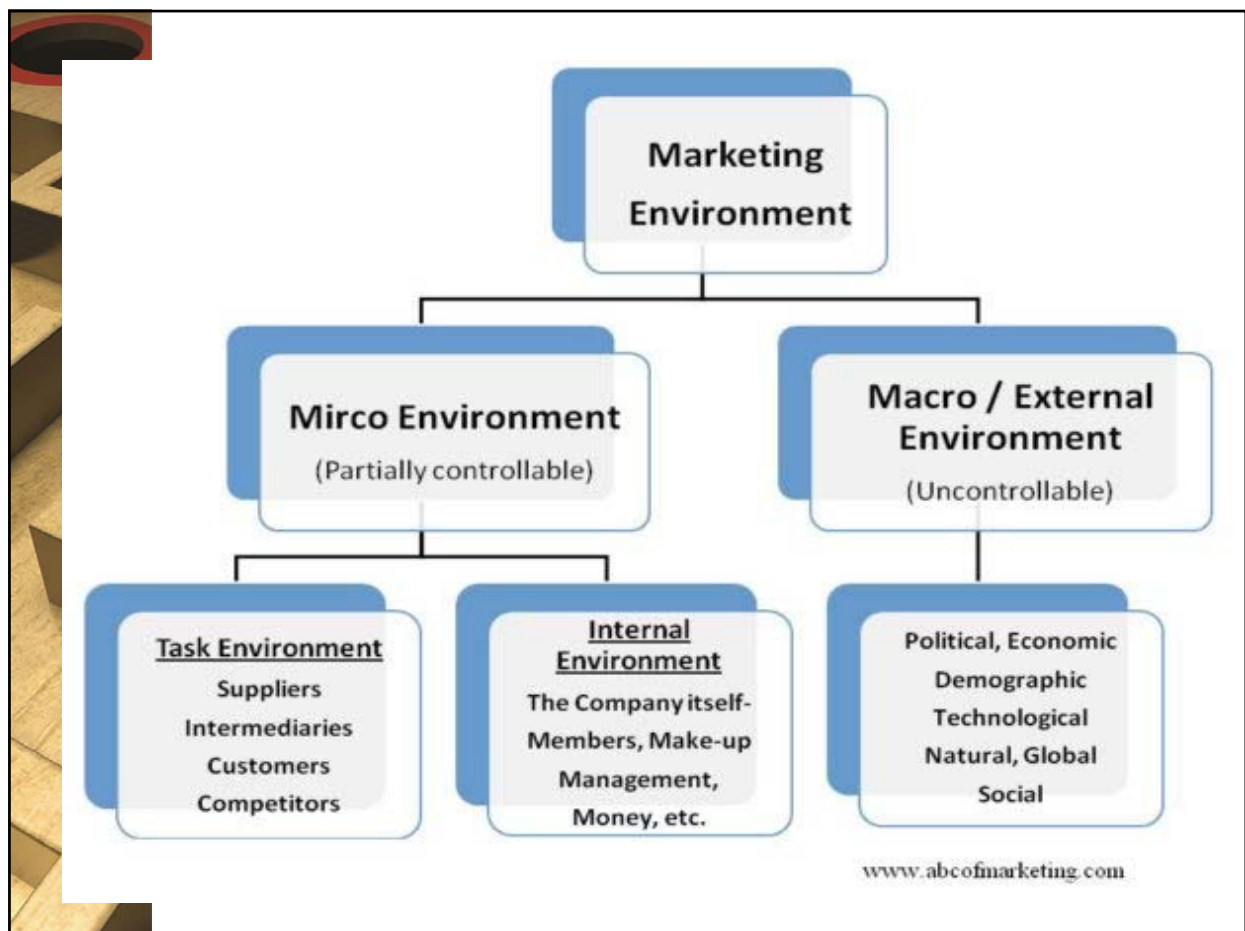 Marketing
Environment
Mirco Environment
(Partially controllable)
Macro / External
Environment
(Uncontrollable)
Task Environment
Suppliers
Intermediaries
Customers
Competitors
Internal
Environment
The Company itself-
Members, Make-up
Management,
Money, etc.
Political, Economic
Demographic
Technological
Natural, Global
Social
www.abcofmarketing.com